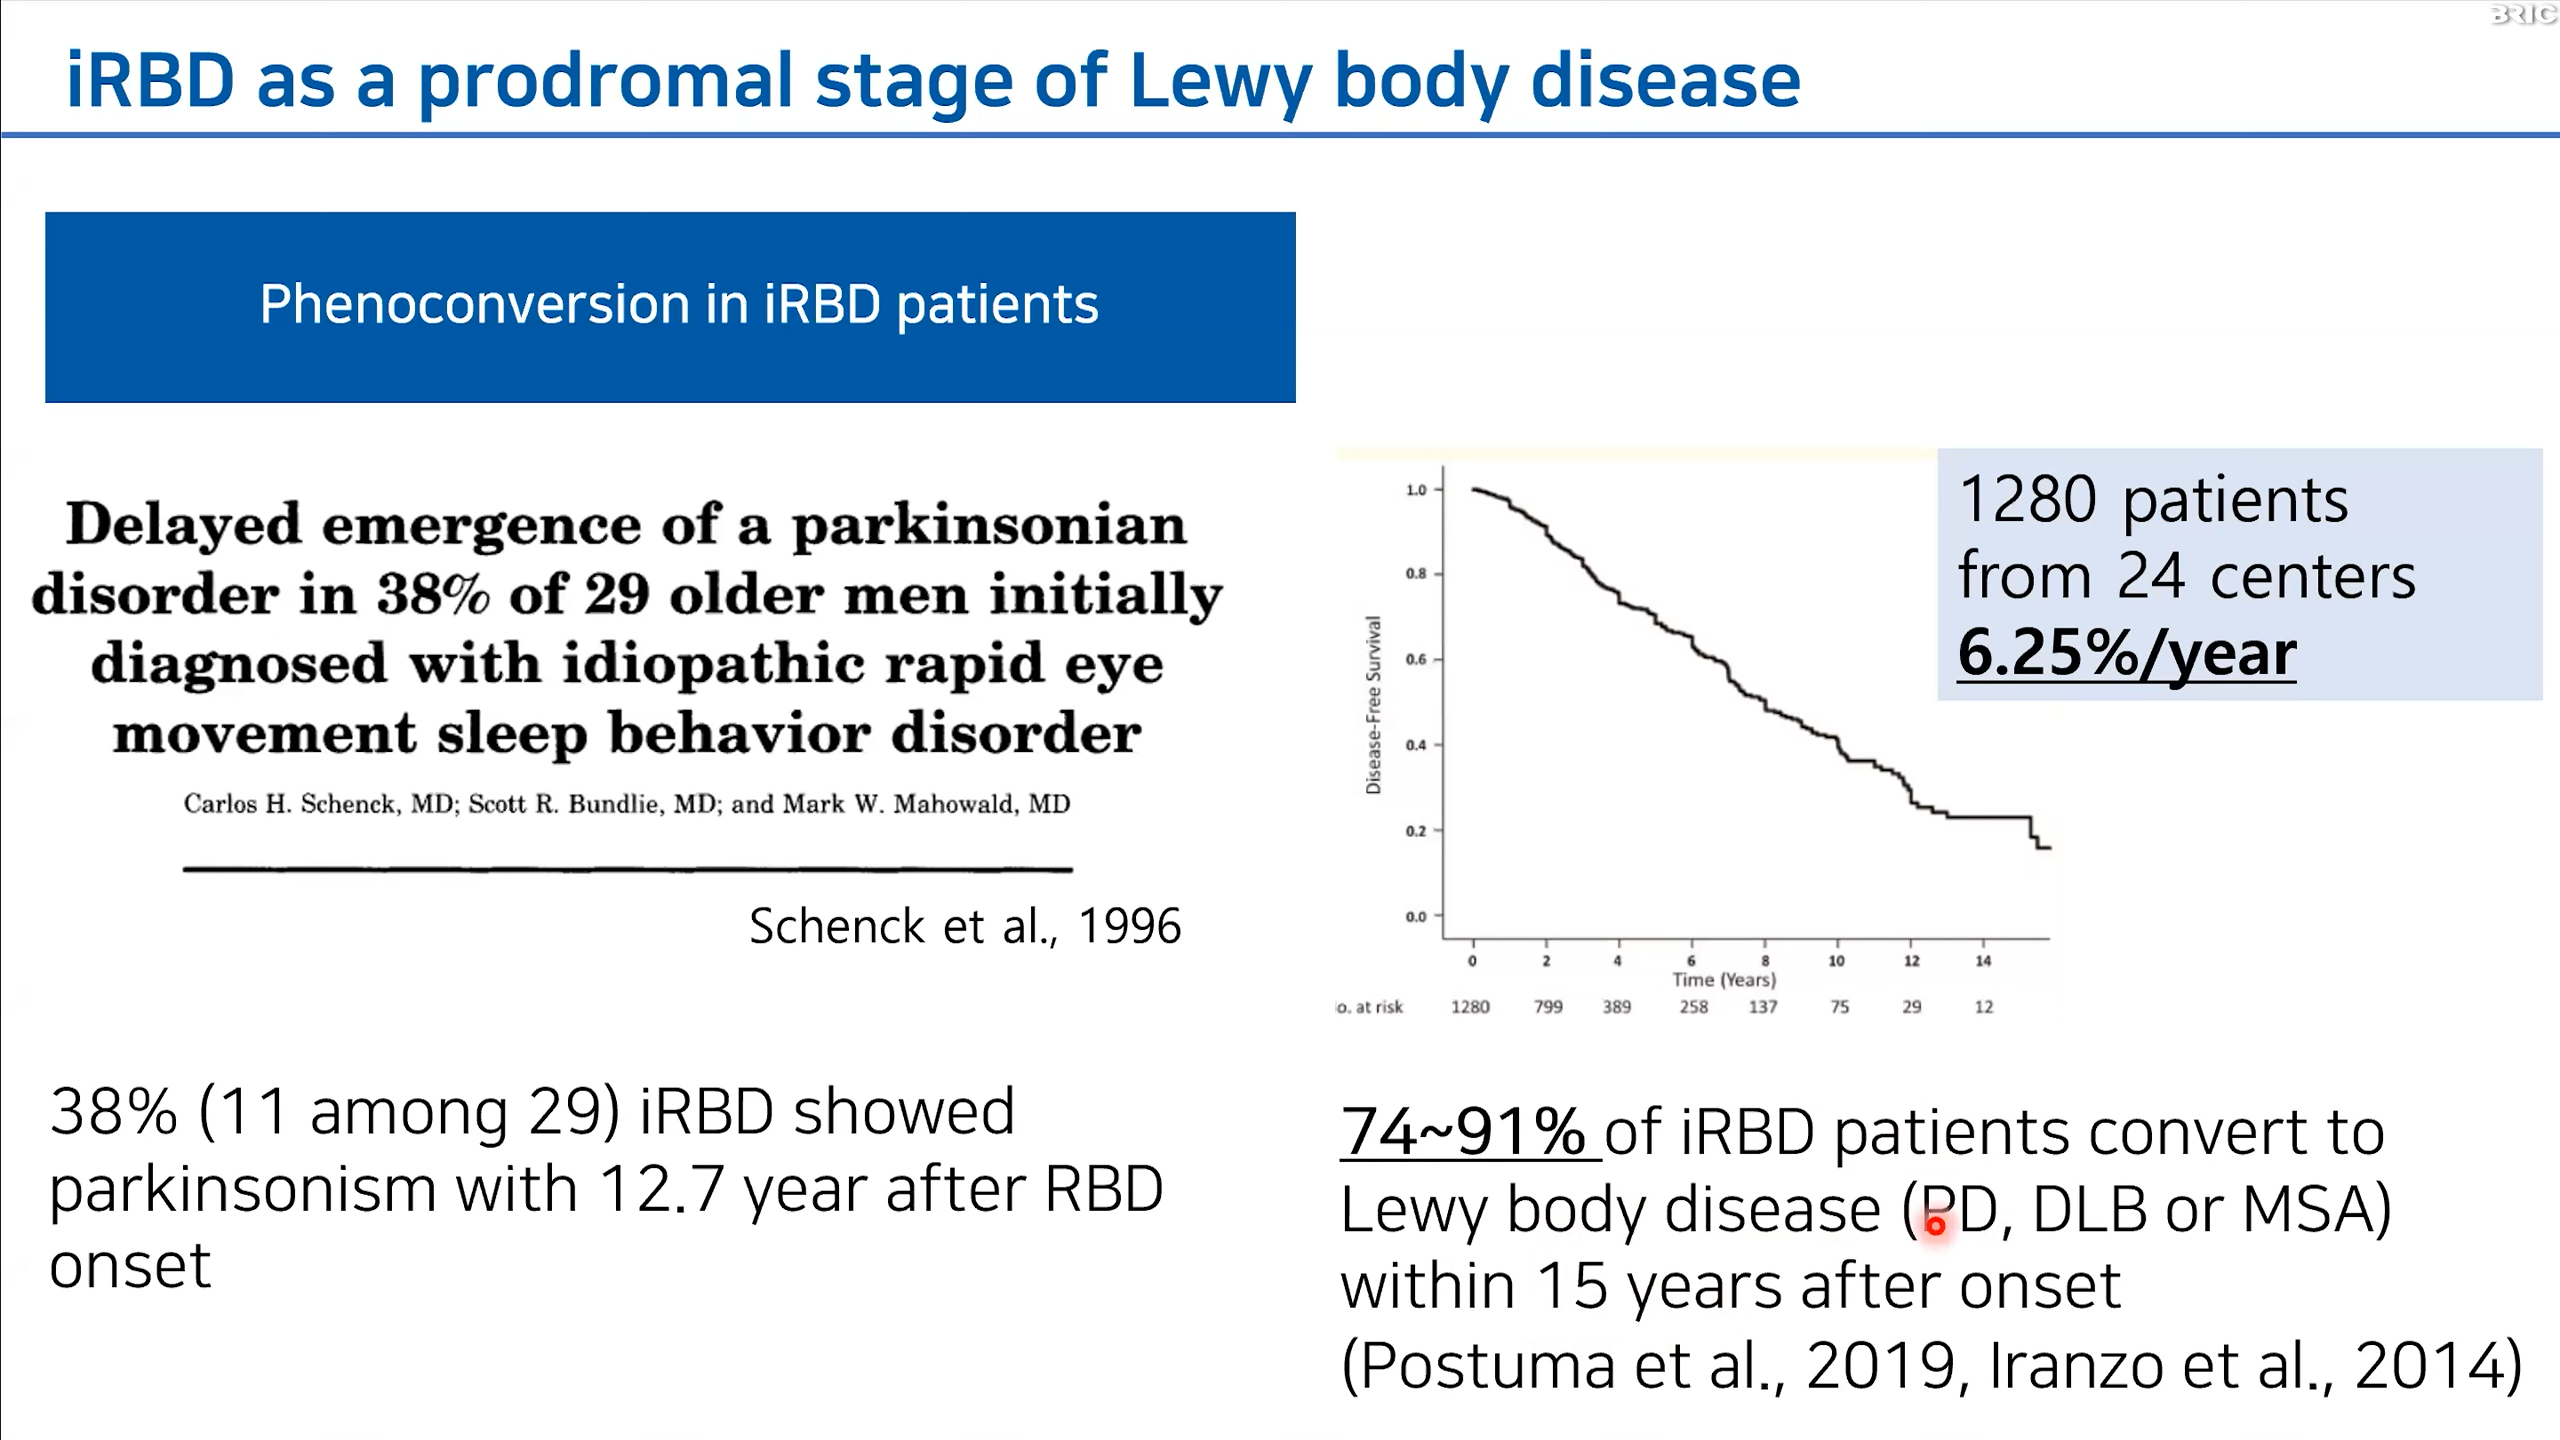 BRIC
iRBD as a prodromal stage of Lewy body disease
Phenoconversion in iRBD patients
Delayed emergence of a parkinsonian
disorder in 38% of 29 older men initially
diagnosed with idiopathic rapid eye
movement sleep behavior disorder
Carlos H. Schenck, MD; Scott R. Bundlie, MD; and Mark W. Mahowald, MD
Schenck et al., 1996
38% (11 among 29) iRBD showed
parkinsonism with 12.7 year after RBD
onset
1280 patients
from 24 centers
6.25%/year
Disease-Free Survival
1.0
0.8
0.6
0.4
0.2
0.0
0 2 4 6 8 10 12 14
Time (Years)
o. at risk 1280 799 389 258 137 75 29 12
74~91% of iRBD patients convert to
Lewy body disease (PD, DLB or MSA)
within 15 years after onset
(Postuma et al., 2019, Iranzo et al., 2014)